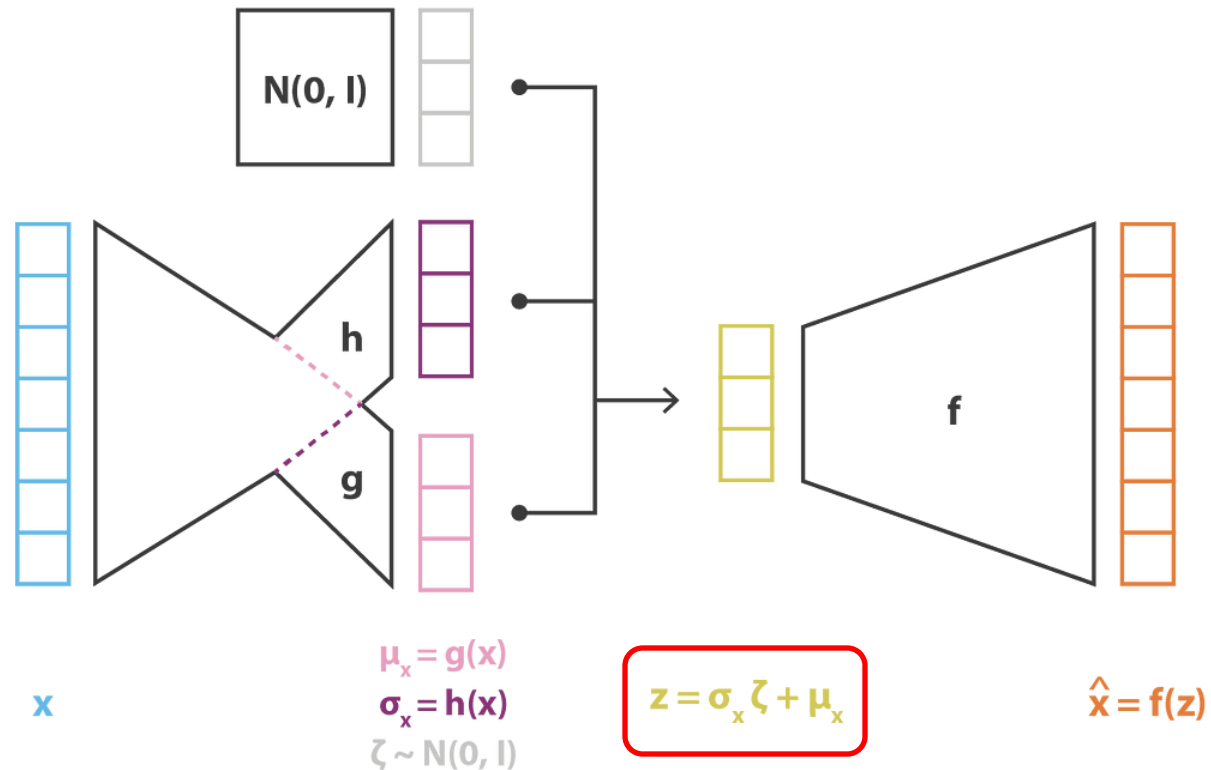 N(0, I)
h
g
f
μₓ = g(x)
x
σₓ = h(x)
z = σₓ ζ + μₓ
x̂ = f(z)
ζ ~ N(0, I)